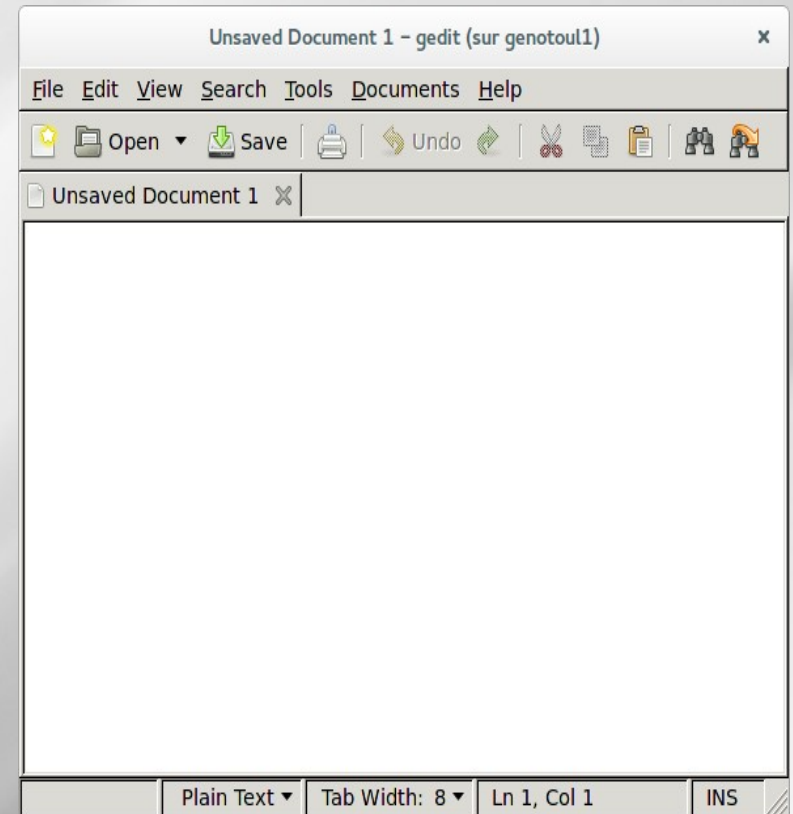 Unsaved Document 1 – gedit (sur genotoul1) x
File Edit View Search Tools Documents Help
Open Save Undo
Unsaved Document 1
Plain Text Tab Width: 8 Ln 1, Col 1 INS